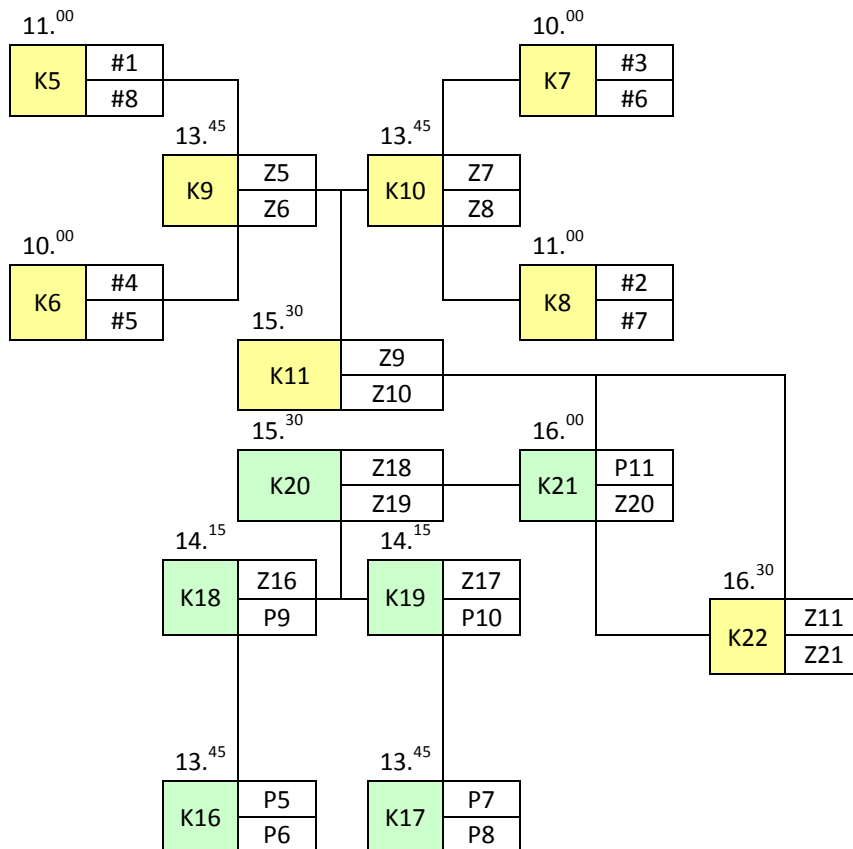 11.00
10.00
K5 #1
#8
K7 #3
#6
13.45
13.45
K9 Z5
Z6
K10 Z7
Z8
10.00
11.00
K6 #4
#5
K8 #2
#7
15.30
K11 Z9
Z10
15.30
16.00
K20 Z18
Z19
K21 P11
Z20
14.15
14.15
K18 Z16
P9
K19 Z17
P10
16.30
K22 Z11
Z21
13.45
13.45
K16 P5
P6
K17 P7
P8